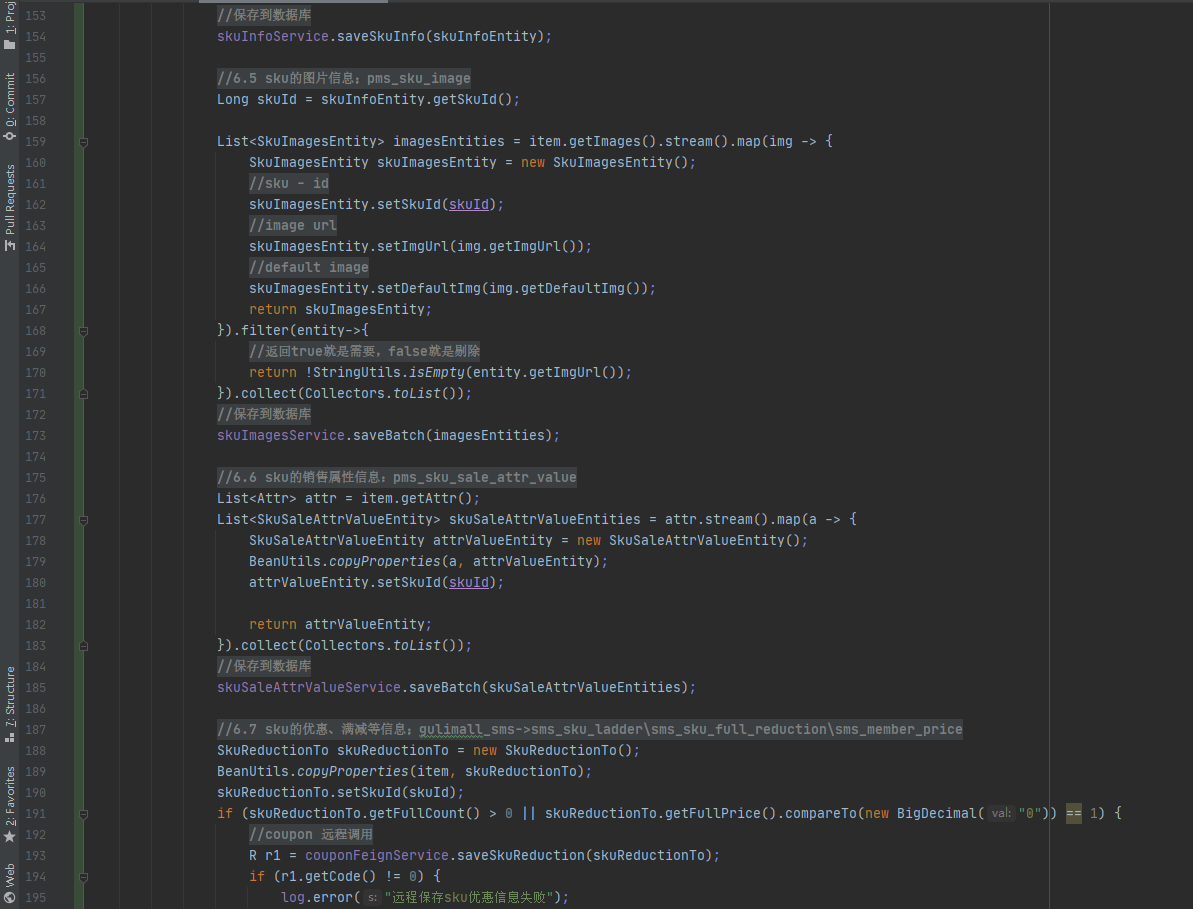 1: Proj
0: Commit
Pull Requests
7: Structure
2: Favorites
Web
153 //保存到数据库
154 skuInfoService.saveSkuInfo(skuInfoEntity);
155
156 //6.5 sku的图片信息；pms_sku_image
157 Long skuId = skuInfoEntity.getSkuId();
158
159 List<SkuImagesEntity> imagesEntities = item.getImages().stream().map(img -> {
160 SkuImagesEntity skuImagesEntity = new SkuImagesEntity();
161 //sku - id
162 skuImagesEntity.setSkuId(skuId);
163 //image url
164 skuImagesEntity.setImgUrl(img.getImgUrl());
165 //default image
166 skuImagesEntity.setDefaultImg(img.getDefaultImg());
167 return skuImagesEntity;
168 }).filter(entity->{
169 //返回true就是需要，false就是剔除
170 return !StringUtils.isEmpty(entity.getImgUrl());
171 }).collect(Collectors.toList());
172 //保存到数据库
173 skuImagesService.saveBatch(imagesEntities);
174
175 //6.6 sku的销售属性信息：pms_sku_sale_attr_value
176 List<Attr> attr = item.getAttr();
177 List<SkuSaleAttrValueEntity> skuSaleAttrValueEntities = attr.stream().map(a -> {
178 SkuSaleAttrValueEntity attrValueEntity = new SkuSaleAttrValueEntity();
179 BeanUtils.copyProperties(a, attrValueEntity);
180 attrValueEntity.setSkuId(skuId);
181
182 return attrValueEntity;
183 }).collect(Collectors.toList());
184 //保存到数据库
185 skuSaleAttrValueService.saveBatch(skuSaleAttrValueEntities);
186
187 //6.7 sku的优惠、满减等信息；gulimall_sms->sms_sku_ladder\sms_sku_full_reduction\sms_member_price
188 SkuReductionTo skuReductionTo = new SkuReductionTo();
189 BeanUtils.copyProperties(item, skuReductionTo);
190 skuReductionTo.setSkuId(skuId);
191 if (skuReductionTo.getFullCount() > 0 || skuReductionTo.getFullPrice().compareTo(new BigDecimal( val: "0")) == 1) {
192 //coupon 远程调用
193 R r1 = couponFeignService.saveSkuReduction(skuReductionTo);
194 if (r1.getCode() != 0) {
195 log.error( s: "远程保存sku优惠信息失败");